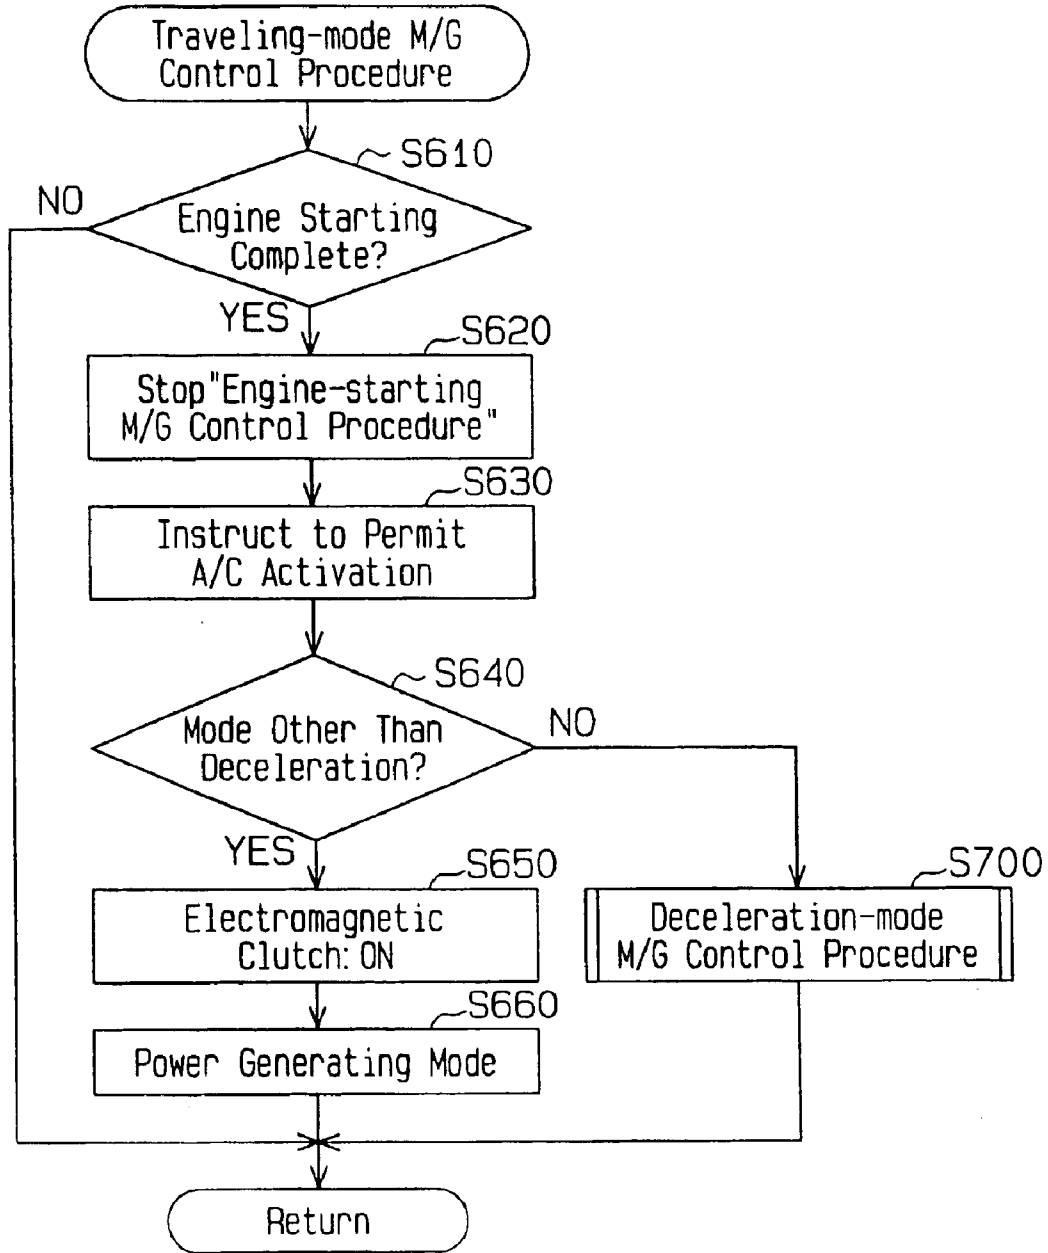 Traveling-mode M/G
Control Procedure
S610
NO
Engine Starting
Complete?
YES
S620
Stop"Engine-starting
M/G Control Procedure"
S630
Instruct to Permit
A/C Activation
S640
Mode Other Than
Deceleration?
NO
YES
S650
Electromagnetic
Clutch: ON
S700
Deceleration-mode
M/G Control Procedure
S660
Power Generating Mode
Return